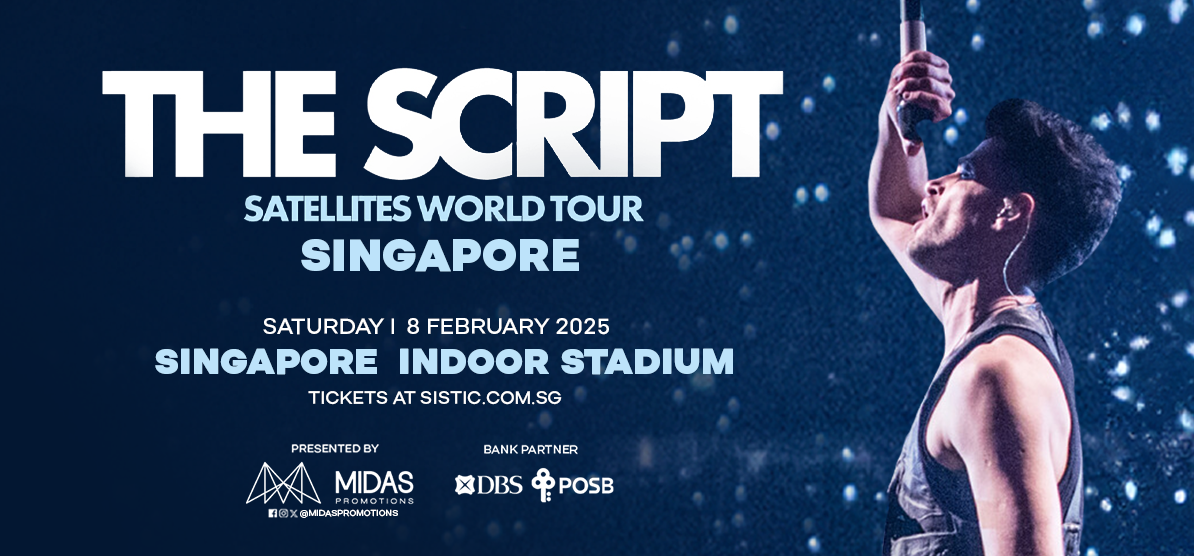 THE SCRIPT
SATELLITES WORLD TOUR
SINGAPORE
SATURDAY | 8 FEBRUARY 2025
SINGAPORE INDOOR STADIUM
TICKETS AT SISTIC.COM.SG
PRESENTED BY
MIDAS
PROMOTIONS
@MIDASPROMOTIONS
BANK PARTNER
DBS POSB